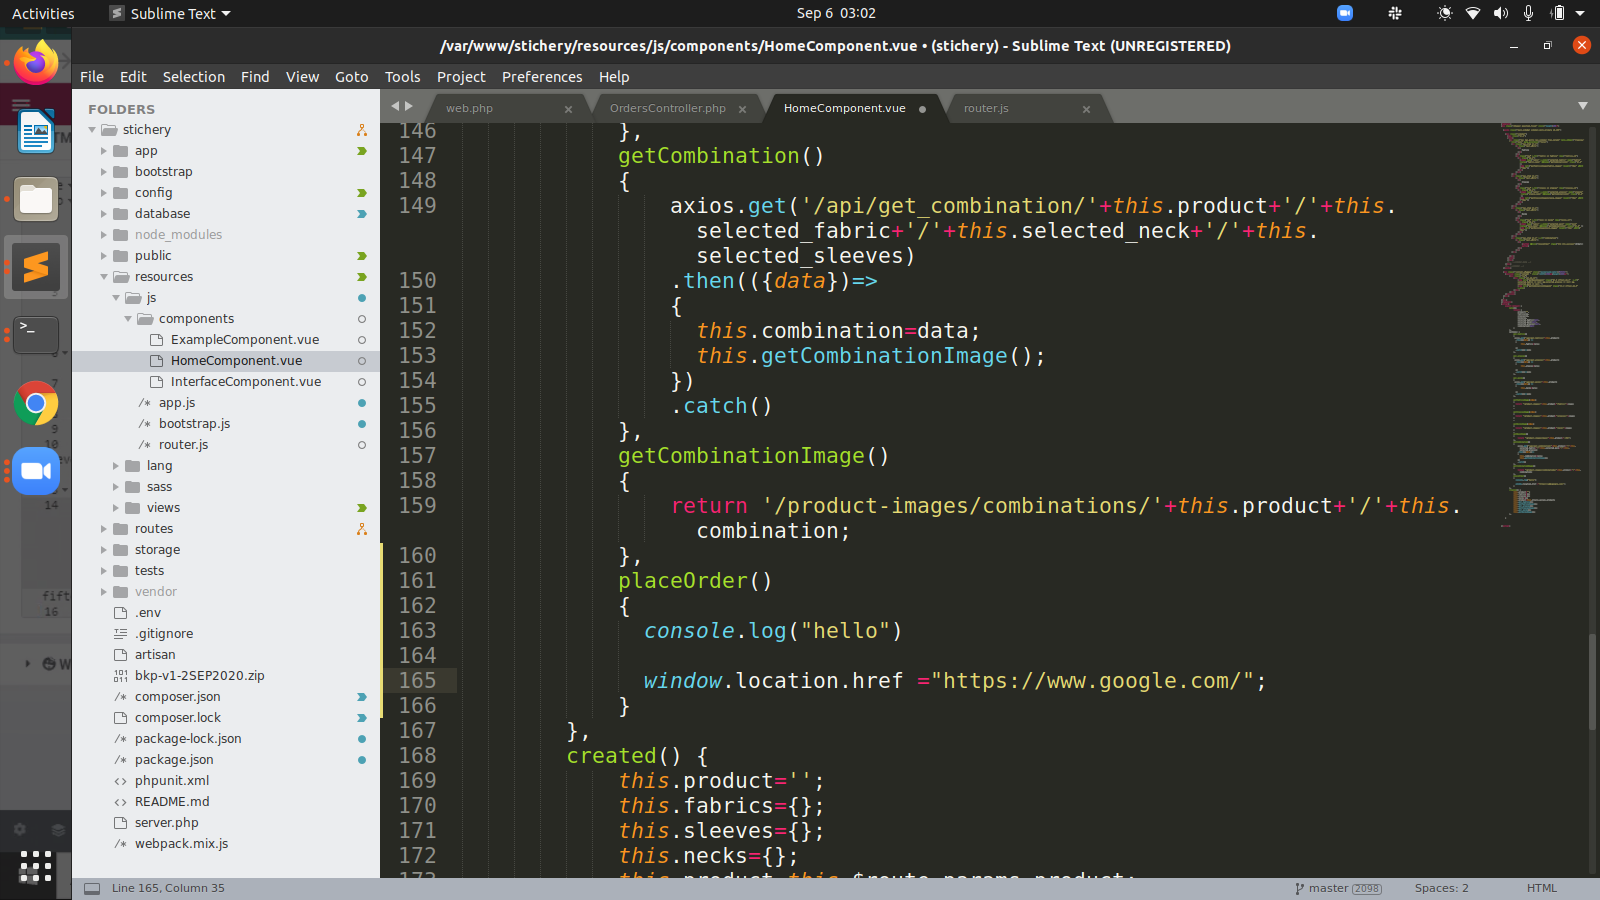 Activities
Sublime Text
Sep 6 03:02
/var/www/stichery/resources/js/components/HomeComponent.vue • (stichery) - Sublime Text (UNREGISTERED)
File Edit Selection Find View Goto Tools Project Preferences Help
FOLDERS
stichery
app
bootstrap
config
database
node_modules
public
resources
js
components
ExampleComponent.vue
HomeComponent.vue
InterfaceComponent.vue
app.js
bootstrap.js
router.js
lang
sass
views
routes
storage
tests
vendor
.env
.gitignore
artisan
bkp-v1-2SEP2020.zip
composer.json
composer.lock
package-lock.json
package.json
phpunit.xml
README.md
server.php
webpack.mix.js
web.php
OrdersController.php
HomeComponent.vue
router.js
146 },
147 getCombination()
148 {
149 axios.get('/api/get_combination/'+this.product+'/'+this.
selected_fabric+'/'+this.selected_neck+'/'+this.
selected_sleeves)
150 .then(({data})=>
151 {
152 this.combination=data;
153 this.getCombinationImage();
154 })
155 .catch()
156 },
157 getCombinationImage()
158 {
159 return '/product-images/combinations/'+this.product+'/'+this.
combination;
160 },
161 placeOrder()
162 {
163 console.log("hello")
164
165 window.location.href ="https://www.google.com/";
166 }
167 },
168 created() {
169 this.product='';
170 this.fabrics={};
171 this.sleeves={};
172 this.necks={};
173 this.product=this.$route.params.product;
Line 165, Column 35
master 2098
Spaces: 2
HTML